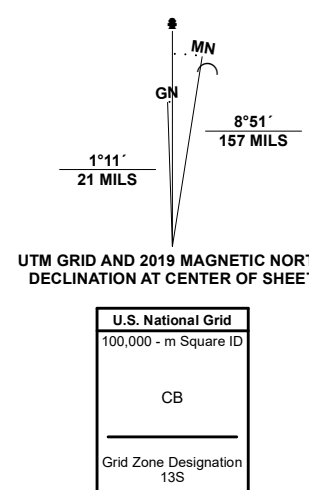 MN
GN
8°51´
157 MILS
1°11´
21 MILS
UTM GRID AND 2019 MAGNETIC NORT
DECLINATION AT CENTER OF SHEET
U.S. National Grid
100,000 - m Square ID
CB
Grid Zone Designation
13S